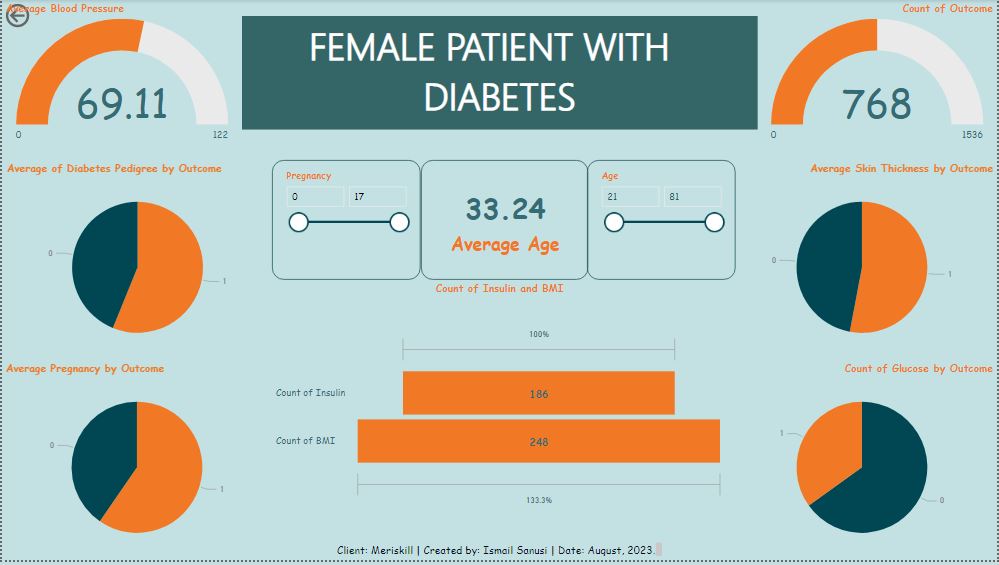 Average Blood Pressure
69.11
0
122
FEMALE PATIENT WITH
DIABETES
Count of Outcome
768
0
1536
Average of Diabetes Pedigree by Outcome
0
1
Pregnancy
0
17
33.24
Average Age
Age
21
81
Average Skin Thickness by Outcome
0
1
Count of Insulin and BMI
100%
Count of Insulin
186
Count of BMI
248
133.3%
Average Pregnancy by Outcome
0
1
Count of Glucose by Outcome
1
0
Client: Meriskill | Created by: Ismail Sanusi | Date: August, 2023.